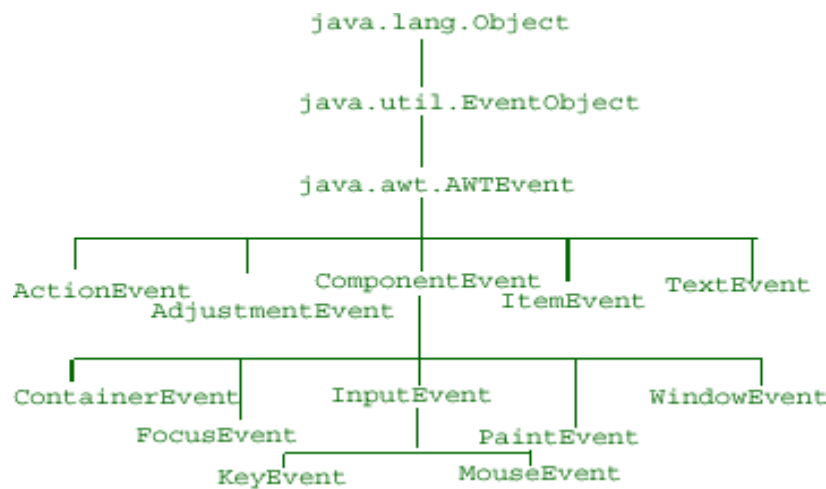 java.lang.Object
java.util.EventObject
java.awt.AWTEvent
ActionEvent
AdjustmentEvent
ComponentEvent
ItemEvent
TextEvent
ContainerEvent
FocusEvent
InputEvent
PaintEvent
WindowEvent
KeyEvent
MouseEvent